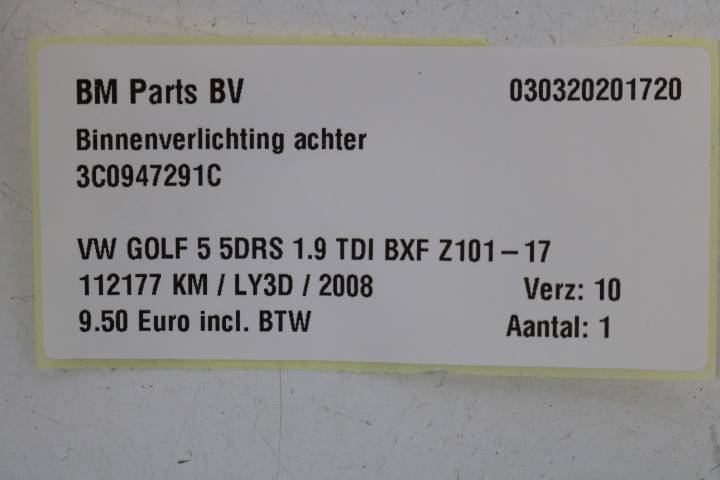 BM Parts BV 030320201720
Binnenverlichting achter
3C0947291C
VW GOLF 5 5DRS 1.9 TDI BXF Z101-17
112177 KM / LY3D / 2008 Verz: 10
9.50 Euro incl. BTW Aantal: 1